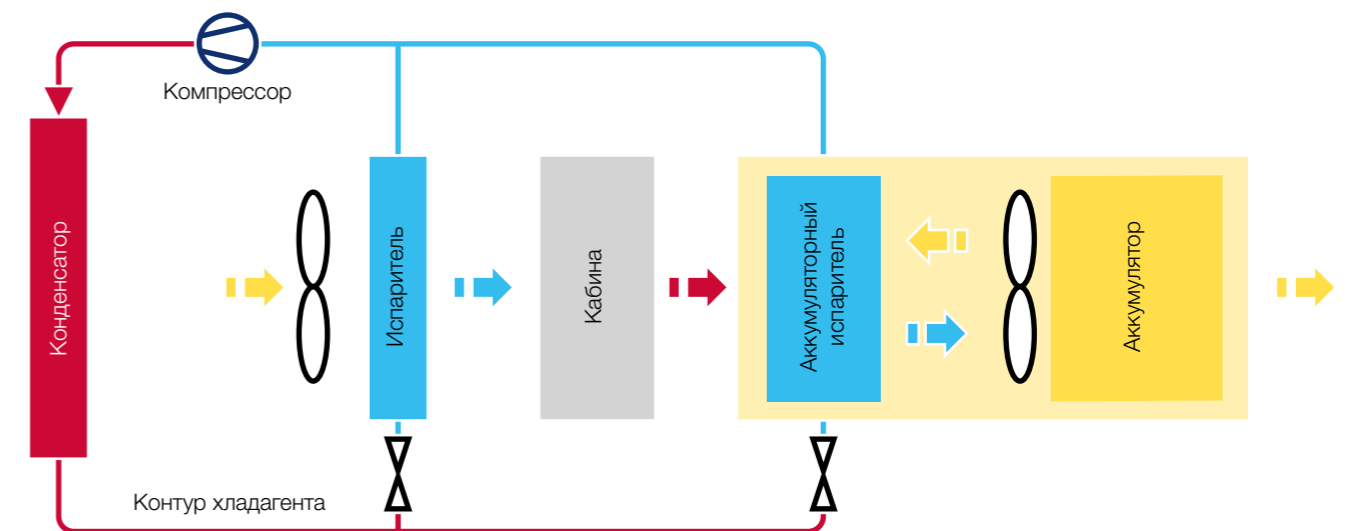 Компрессор
Конденсатор
Испаритель
Кабина
Аккумуляторный
испаритель
Аккумулятор
Контур хладагента